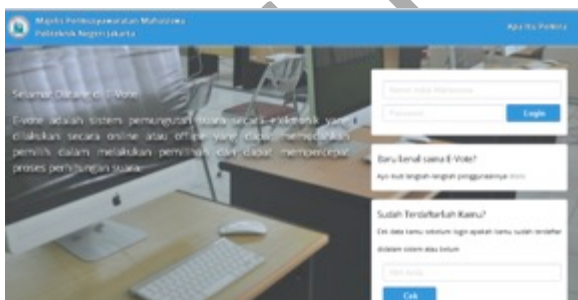 Majelis Permusyawaratan Mahasiswa
Politeknik Negeri Jakarta
Apa Itu Pemira
Selamat Datang di E-Vote
E-vote adalah sistem pemungutan suara secara elektronik yang
dilakukan secara online atau offline yang dapat memudahkan
pemilih dalam melakukan pemilihan dan dapat mempercepat
proses perhitungan suara.
Password
Login
Baru kenal sama E-Vote?
Ayo ikuti langkah-langkah penggunaannya
Sudah Terdaftarkah Kamu?
Cek data kamu sebelum login apakah kamu sudah terdaftar
didalam sistem atau belum
Cek